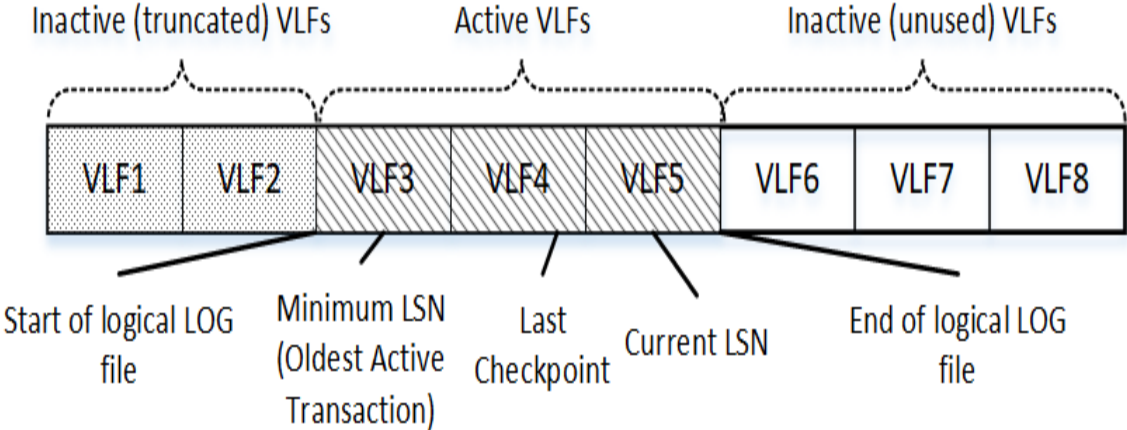 Inactive (truncated) VLFs
Active VLFs
Inactive (unused) VLFs
VLF1
VLF2
VLF3
VLF4
VLF5
VLF6
VLF7
VLF8
Start of logical LOG
file
Minimum LSN
(Oldest Active
Transaction)
Last
Checkpoint
Current LSN
End of logical LOG
file